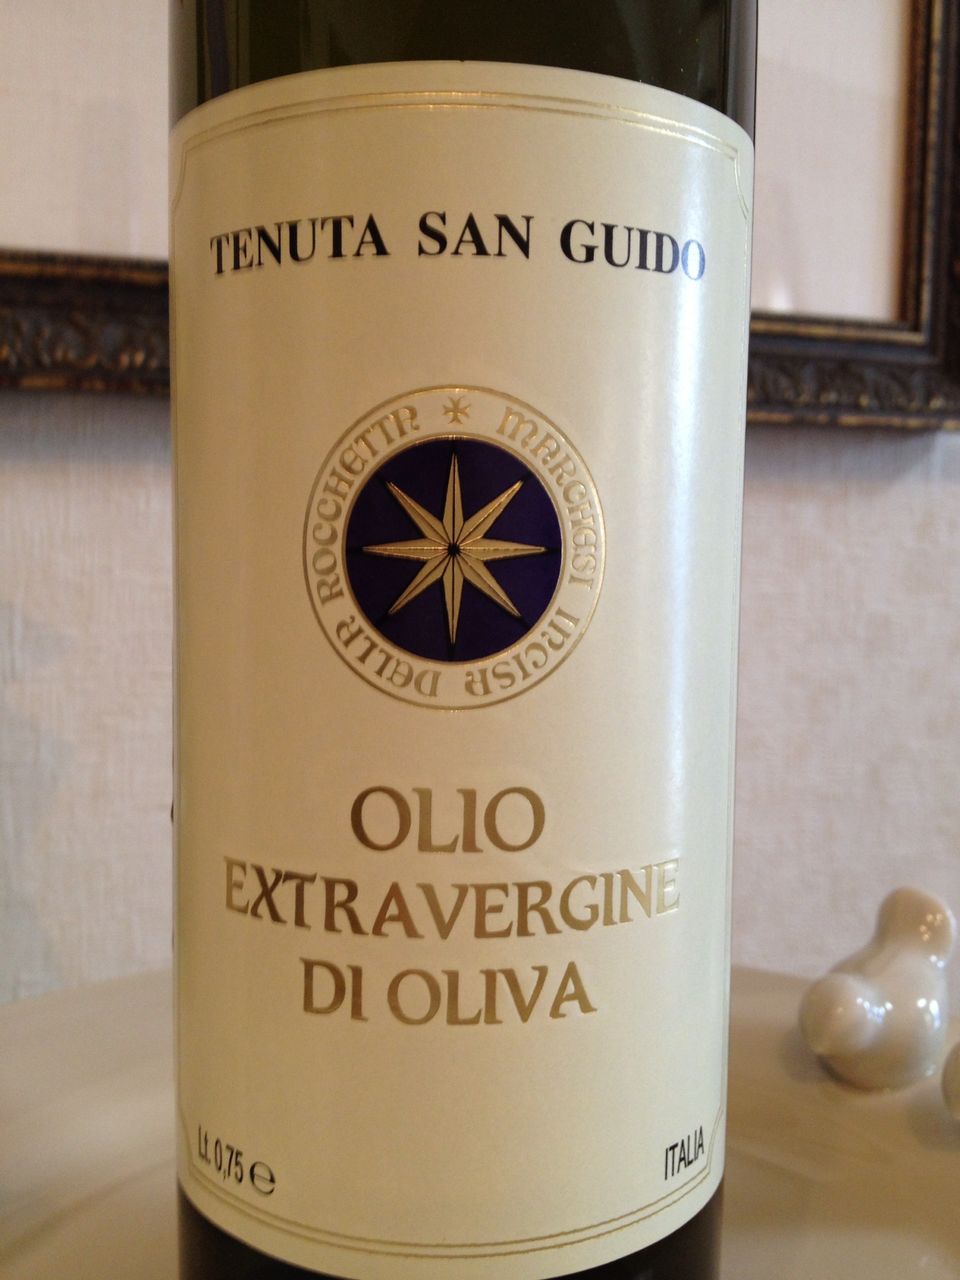 TENUTA SAN GUIDO
MARCHESI INCISA DELLA ROCCHETTA
OLIO
EXTRAVERGINE
DI OLIVA
Lt. 0,75 ℮
ITALIA